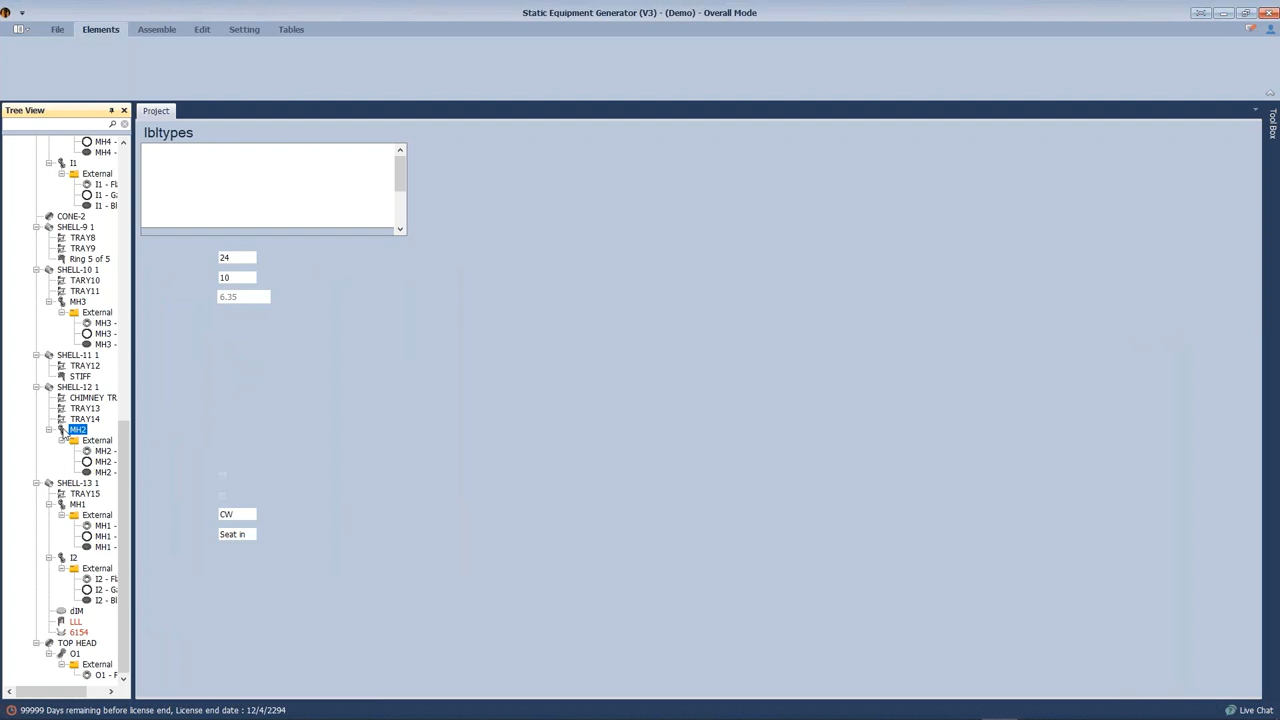 Static Equipment Generator (V3) - (Demo) - Overall Mode
File Elements Assembly Edit Setting Tables
Tree View
Project
Tool Box
lbltypes
MH4 -
MH4 -
I1
External
I1 - Fl
I1 - G
I1 - Bl
CONE-2
SHELL-9 1
TRAY8
TRAY9
Ring 5 of 5
SHELL-10 1
TARY10
TRAY11
MH3
External
MH3 -
MH3 -
MH3 -
SHELL-11 1
TRAY12
STIFF
SHELL-12 1
CHIMNEY TR
TRAY13
TRAY14
MH2
External
MH2 -
MH2 -
MH2 -
SHELL-13 1
TRAY15
MH1
External
MH1 -
MH1 -
MH1 -
I2
External
I2 - Fl
I2 - G
I2 - Bl
dIM
LLL
6154
TOP HEAD
O1
External
O1 - F
24
10
6.35
CW
Seat in
99999 Days remaining before license end, License end date : 12/4/2294
Live Chat